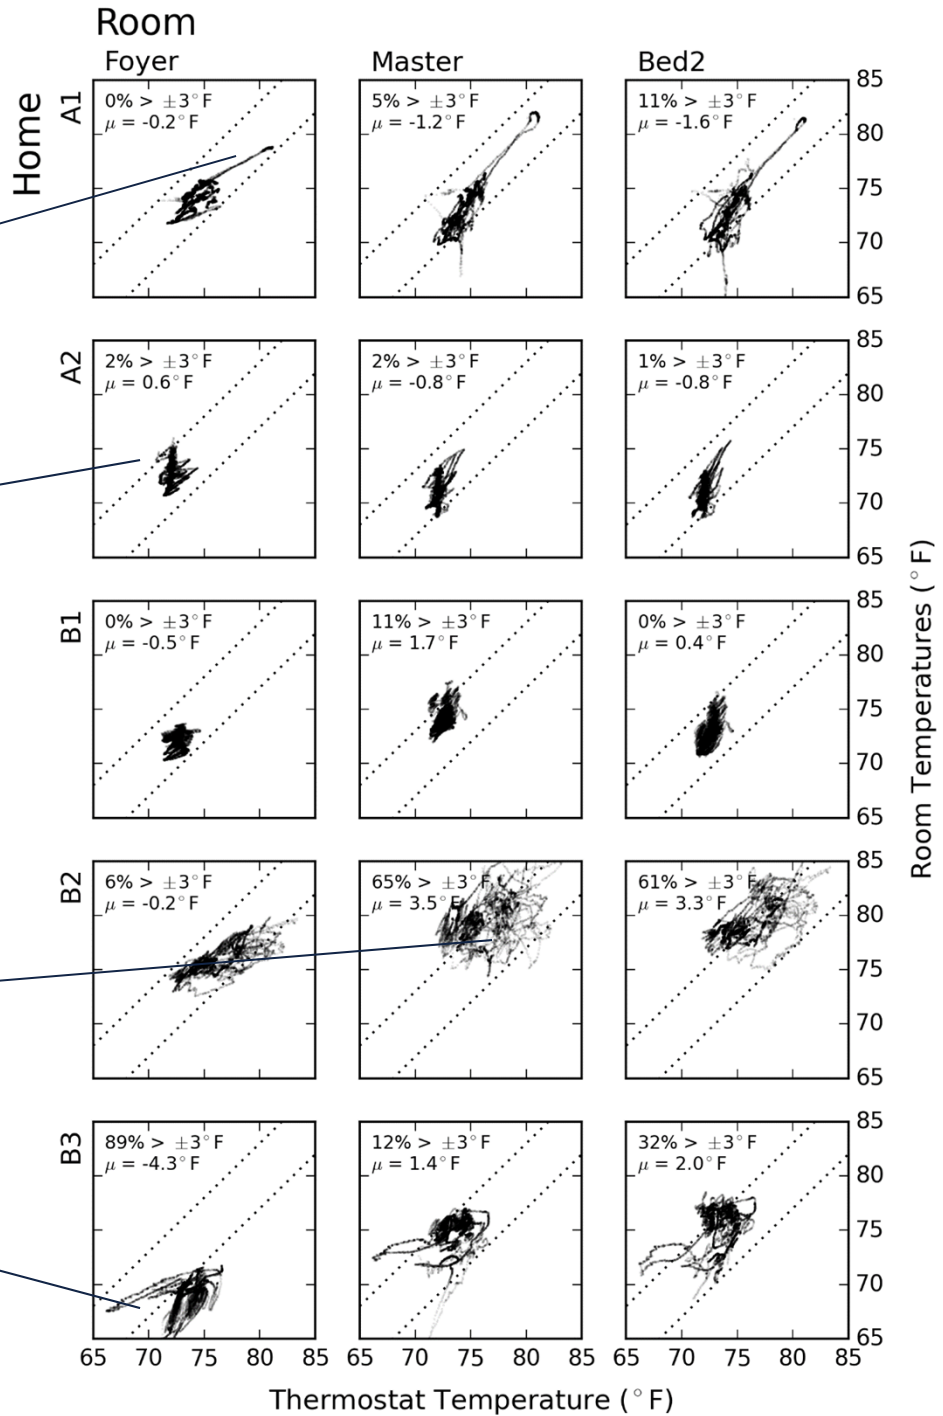 Room
Foyer Master Bed2
Home
A1
0% > ±3°F
μ = -0.2°F
5% > ±3°F
μ = -1.2°F
11% > ±3°F
μ = -1.6°F
85
80
75
70
65
A2
2% > ±3°F
μ = 0.6°F
2% > ±3°F
μ = -0.8°F
1% > ±3°F
μ = -0.8°F
85
80
75
70
65
B1
0% > ±3°F
μ = -0.5°F
11% > ±3°F
μ = 1.7°F
0% > ±3°F
μ = 0.4°F
85
80
75
70
65
Room Temperatures (°F)
B2
6% > ±3°F
μ = -0.2°F
65% > ±3°F
μ = 3.5°F
61% > ±3°F
μ = 3.3°F
85
80
75
70
65
B3
89% > ±3°F
μ = -4.3°F
12% > ±3°F
μ = 1.4°F
32% > ±3°F
μ = 2.0°F
85
80
75
70
65
65 70 75 80 85 65 70 75 80 85 65 70 75 80 85
Thermostat Temperature (°F)